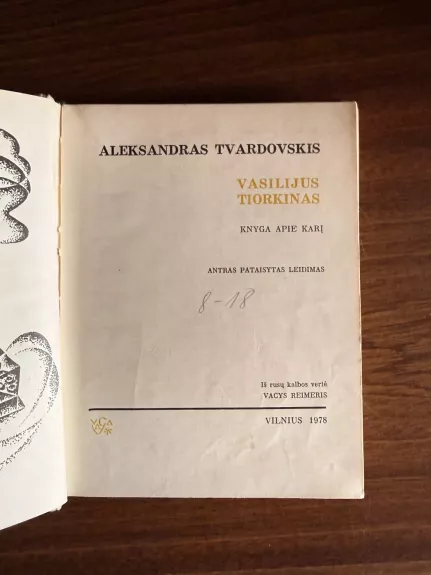 ALEKSANDRAS TVARDOVSKIS
VASILIJUS
TIORKINAS
KNYGA APIE KARĮ
ANTRAS PATAISYTAS LEIDIMAS
8-18
Iš rusų kalbos vertė
VACYS REIMERIS
VILNIUS 1978